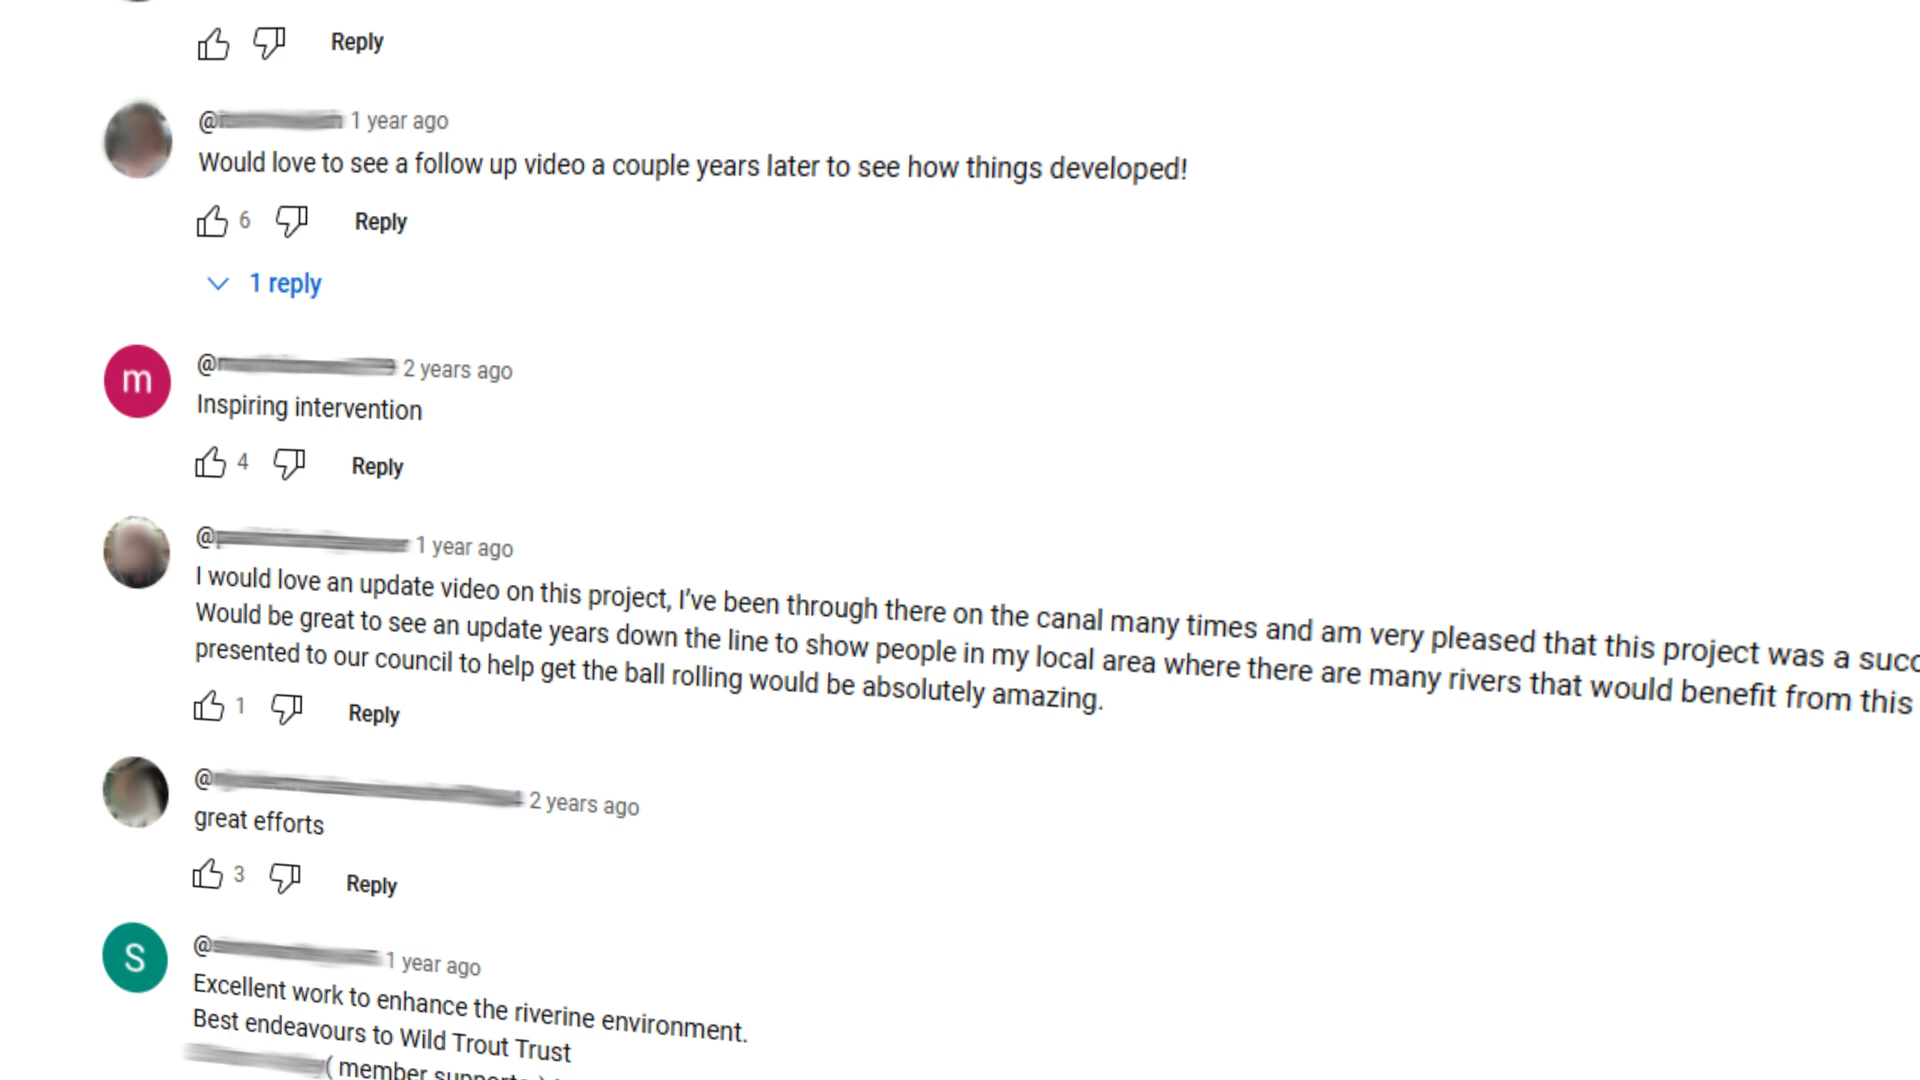 Reply
@ 1 year ago
Would love to see a follow up video a couple years later to see how things developed!
6 Reply
1 reply
m
@ 2 years ago
Inspiring intervention
4 Reply
@ 1 year ago
I would love an update video on this project, I've been through there on the canal many times and am very pleased that this project was a
Would be great to see an update years down the line to show people in my local area where there are many rivers that would benefit from this
presented to our council to help get the ball rolling would be absolutely amazing.
1 Reply
@ 2 years ago
great efforts
3 Reply
S
@ 1 year ago
Excellent work to enhance the riverine environment.
Best endeavours to Wild Trout Trust
( member